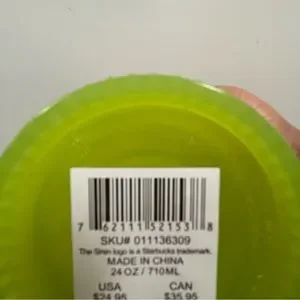 7 62111 52153 8
SKU# 011136309
The Siren logo is a Starbucks trademark.
MADE IN CHINA
24 OZ / 710ML
USA CAN
$24.95 $35.95